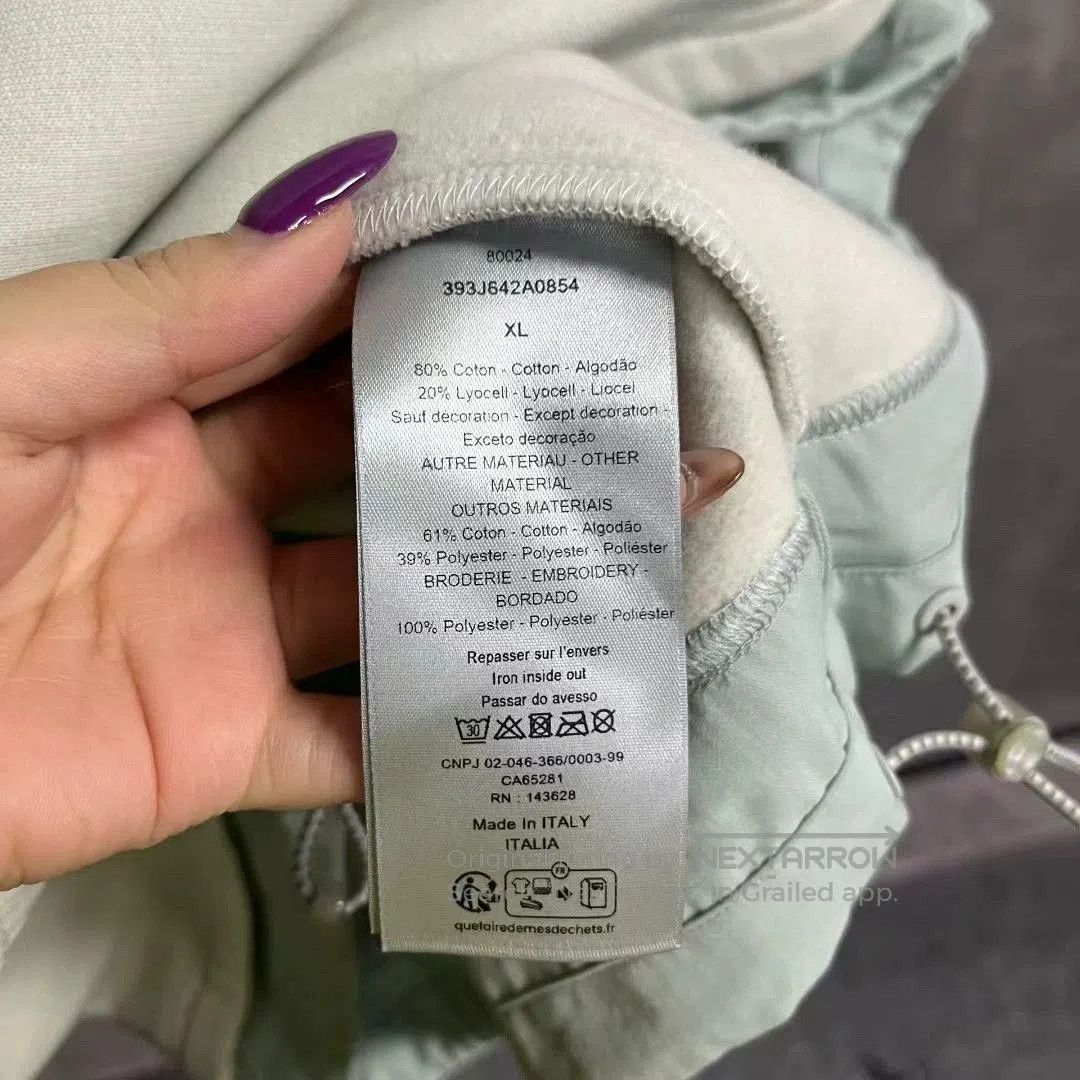 80024
393J642A0854
XL
80% Coton - Cotton - Algodão
20% Lyocell - Lyocell - Liocel
Sauf decoration - Except decoration -
Exceto decoração
AUTRE MATERIAU - OTHER
MATERIAL
OUTROS MATERIAIS
61% Coton - Cotton - Algodão
39% Polyester - Polyester - Poliéster
BRODERIE - EMBROIDERY -
BORDADO
100% Polyester - Polyester - Poliéster
Repasser sur l'envers
Iron inside out
Passar do avesso
30
CNPJ 02-046-366/0003-99
CA65281
RN : 143628
Made In ITALY
ITALIA
NEXTARROW
in Grailed app.
FR
quefairedemesdechets.fr